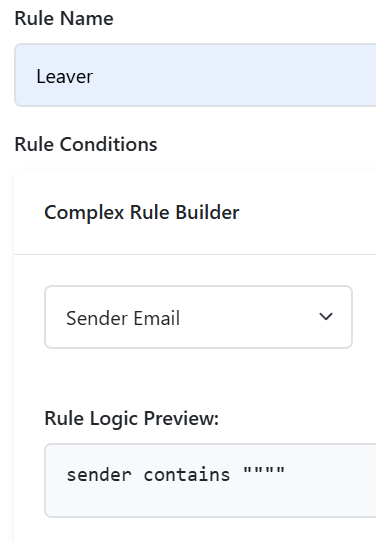 Rule Name
Leaver
Rule Conditions
Complex Rule Builder
Sender Email
Rule Logic Preview:
sender contains """"